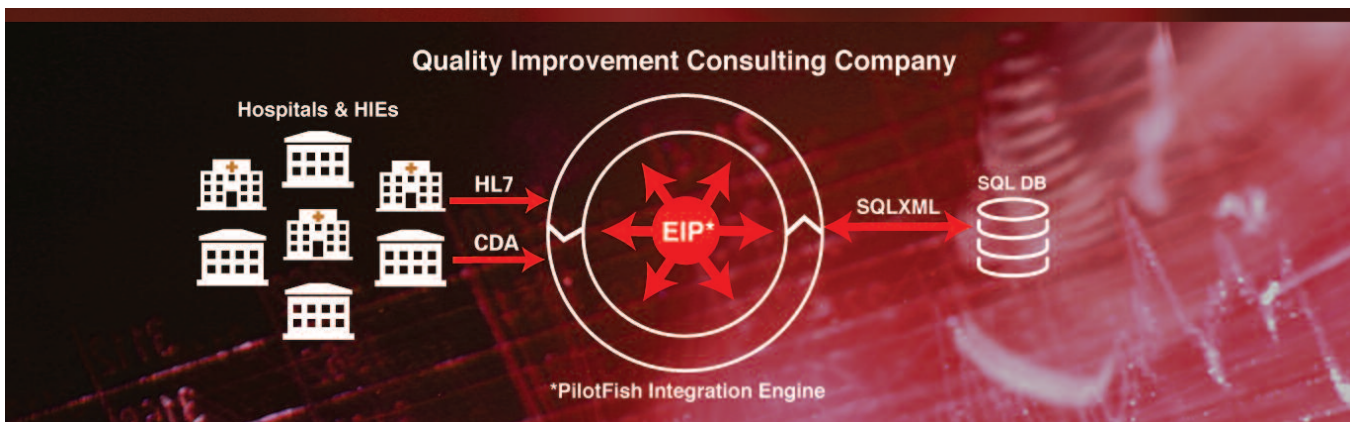 Quality Improvement Consulting Company
Hospitals & HIEs
HL7
CDA
EIP*
SQLXML
SQL DB
*PilotFish Integration Engine